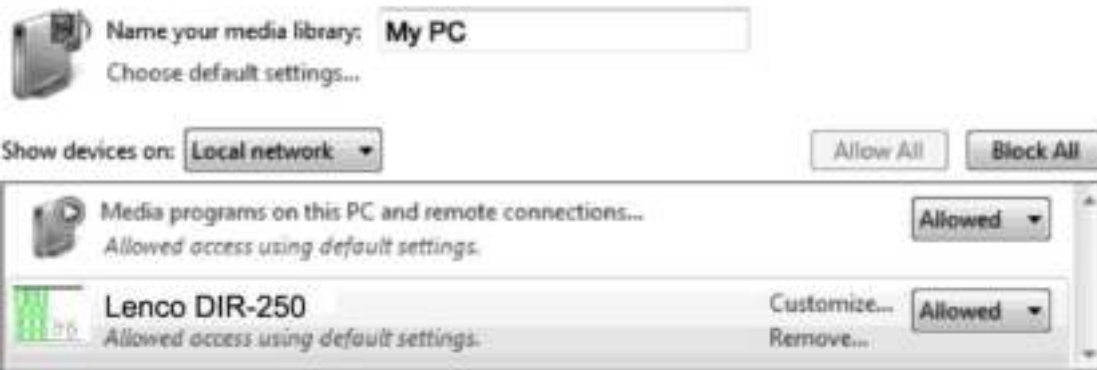 Name your media library: My PC
Choose default settings...
Show devices on: Local network Allow All Block All
Media programs on this PC and remote connections... Allowed
Allowed access using default settings.
Lenco DIR-250 Customize... Allowed
Allowed access using default settings. Remove...